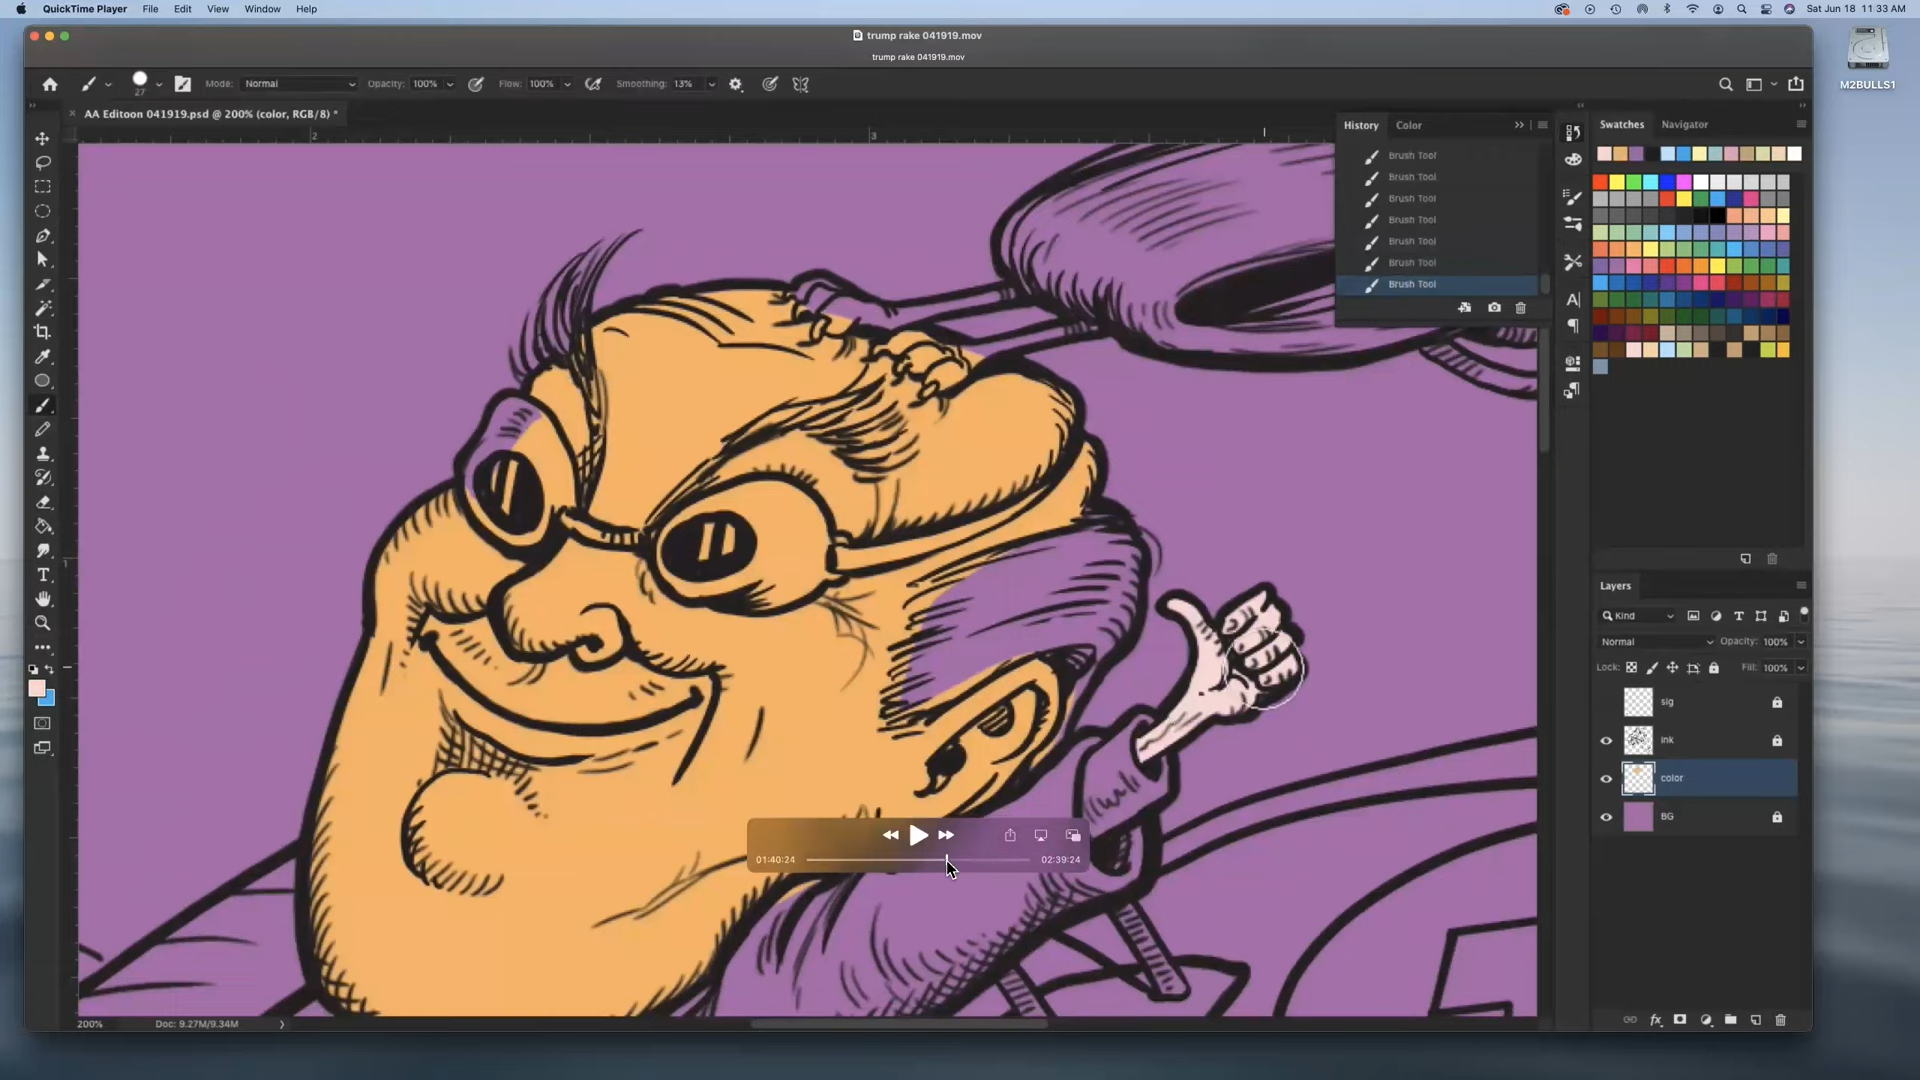 QuickTime Player File Edit View Window Help Sat Jun 18 11:33 AM
trump rake 041919.mov
trump rake 041919.mov
M2BULLS1
27 Mode: Normal Opacity: 100% Flow: 100% Smoothing: 13%
AA Editoon 041919.psd @ 200% (color, RGB/8) *
2 3
History Color
Swatches Navigator
Brush Tool
Brush Tool
Brush Tool
Brush Tool
Brush Tool
Brush Tool
Brush Tool
1
Layers
Kind
Normal Opacity: 100%
Lock: Fill: 100%
sig
ink
color
BG
01:40:24 02:39:24
200% Doc: 9.27M/9.34M